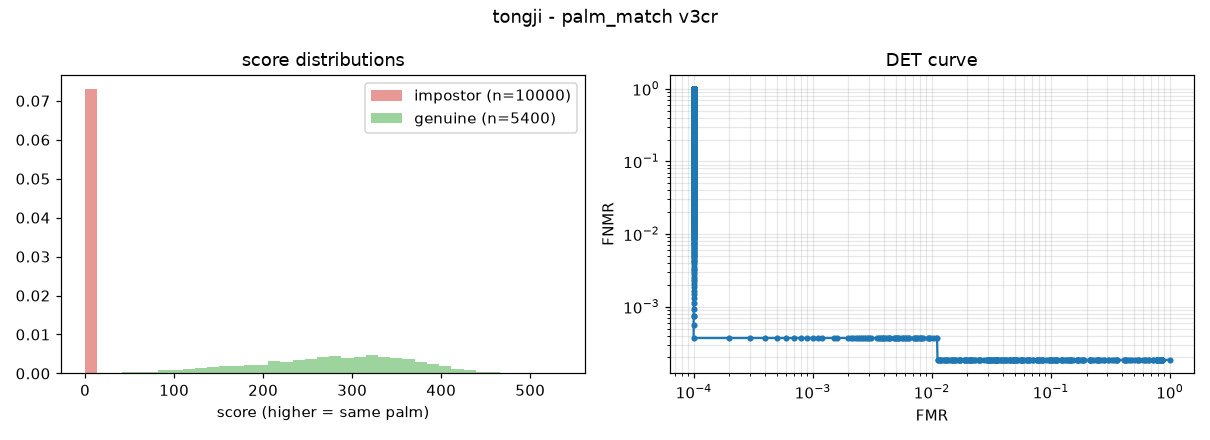 tongji - palm_match v3cr
score distributions
impostor (n=10000)
genuine (n=5400)
0.07
0.06
0.05
0.04
0.03
0.02
0.01
0.00
0 100 200 300 400 500
score (higher = same palm)
DET curve
10⁰
10⁻¹
10⁻²
10⁻³
FNMR
10⁻⁴ 10⁻³ 10⁻² 10⁻¹ 10⁰
FMR